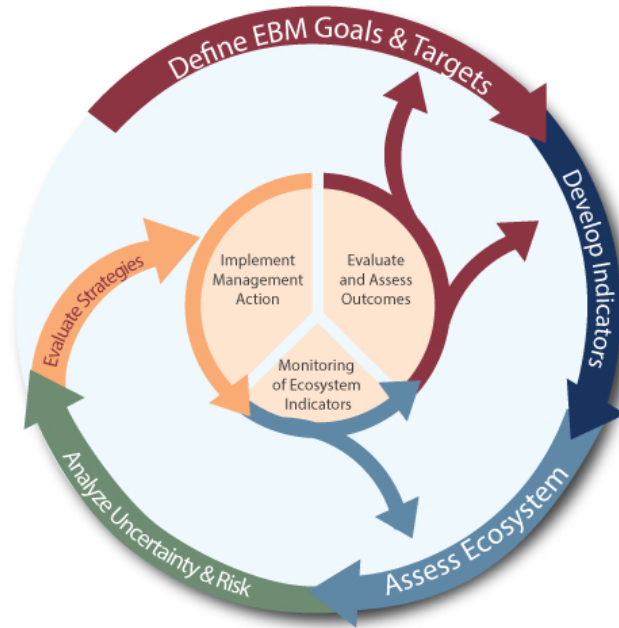 Define EBM Goals & Targets
Develop Indicators
Assess Ecosystem
Analyze Uncertainty & Risk
Evaluate Strategies
Implement
Management
Action
Evaluate
and Assess
Outcomes
Monitoring
of Ecosystem
Indicators